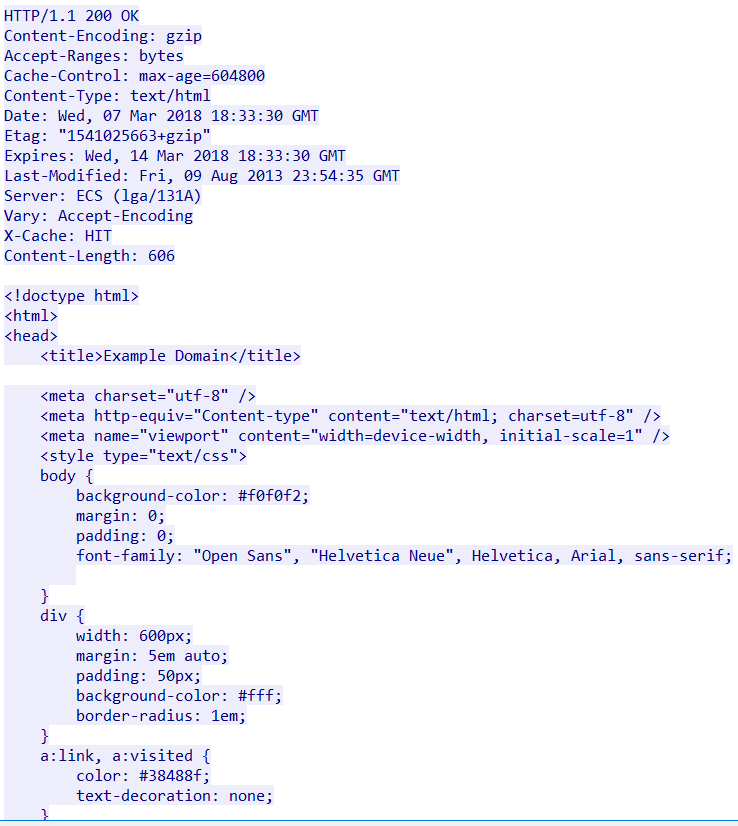 HTTP/1.1 200 OK
Content-Encoding: gzip
Accept-Ranges: bytes
Cache-Control: max-age=604800
Content-Type: text/html
Date: Wed, 07 Mar 2018 18:33:30 GMT
Etag: "1541025663+gzip"
Expires: Wed, 14 Mar 2018 18:33:30 GMT
Last-Modified: Fri, 09 Aug 2013 23:54:35 GMT
Server: ECS (lga/131A)
Vary: Accept-Encoding
X-Cache: HIT
Content-Length: 606

<!doctype html>
<html>
<head>
    <title>Example Domain</title>

    <meta charset="utf-8" />
    <meta http-equiv="Content-type" content="text/html; charset=utf-8" />
    <meta name="viewport" content="width=device-width, initial-scale=1" />
    <style type="text/css">
    body {
        background-color: #f0f0f2;
        margin: 0;
        padding: 0;
        font-family: "Open Sans", "Helvetica Neue", Helvetica, Arial, sans-serif;

    }
    div {
        width: 600px;
        margin: 5em auto;
        padding: 50px;
        background-color: #fff;
        border-radius: 1em;
    }
    a:link, a:visited {
        color: #38488f;
        text-decoration: none;
    }